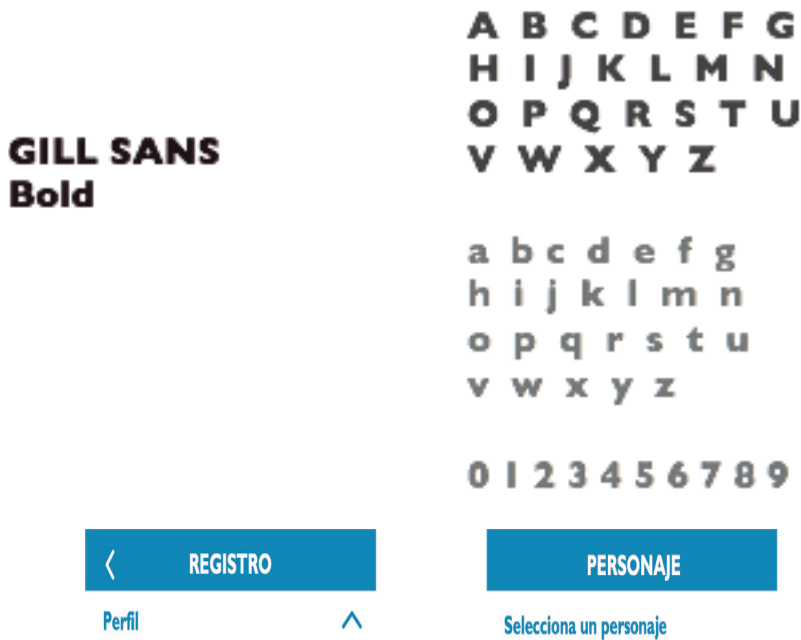 GILL SANS
Bold
A B C D E F G
H I J K L M N
O P Q R S T U
V W X Y Z
a b c d e f g
h i j k l m n
o p q r s t u
v w x y z
0 1 2 3 4 5 6 7 8 9
REGISTRO
Perfil
PERSONAJE
Selecciona un personaje